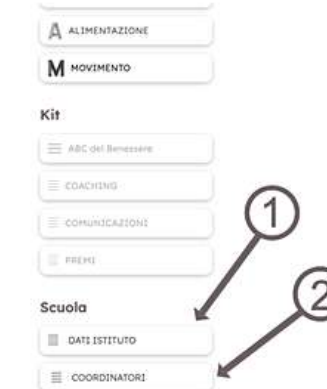 A ALIMENTAZIONE
M MOVIMENTO
Kit
ABC del Benessere
COACHING
COMUNICAZIONI
PREMI
1
Scuola
2
DATI ISTITUTO
COORDINATORI